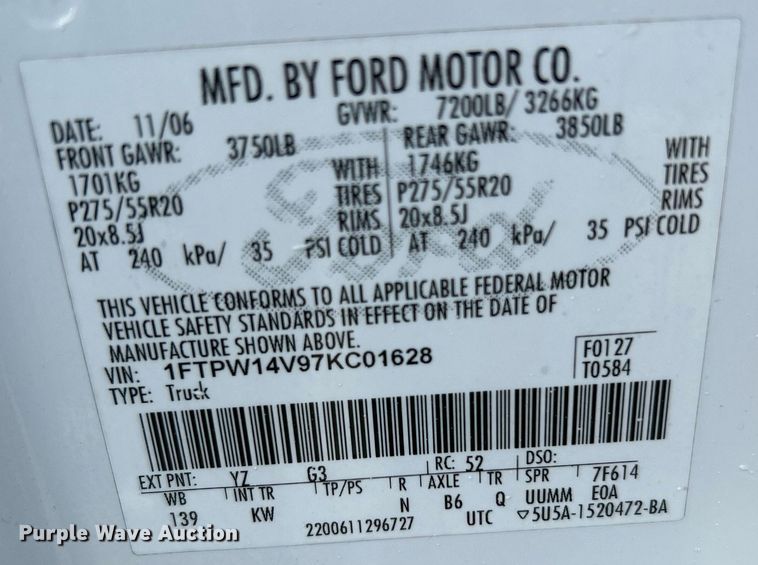 MFD. BY FORD MOTOR CO.
DATE: 11/06 GVWR: 7200LB/ 3266KG
FRONT GAWR: 3750LB REAR GAWR: 3850LB
1701KG WITH 1746KG WITH
P275/55R20 TIRES P275/55R20 TIRES
20x8.5J RIMS 20x8.5J RIMS
AT 240 kPa/ 35 PSI COLD AT 240 kPa/ 35 PSI COLD
Ford
THIS VEHICLE CONFORMS TO ALL APPLICABLE FEDERAL MOTOR
VEHICLE SAFETY STANDARDS IN EFFECT ON THE DATE OF
MANUFACTURE SHOWN ABOVE.
VIN: 1FTPW14V97KC01628 F0127
TYPE: Truck T0584
EXT PNT: YZ G3 RC: 52 DSO:
WB INT TR TP/PS R AXLE TR SPR 7F614
139 KW N B6 Q UUMM E0A
2200611296727 UTC ▽5U5A-1520472-BA
Purple Wave Auction